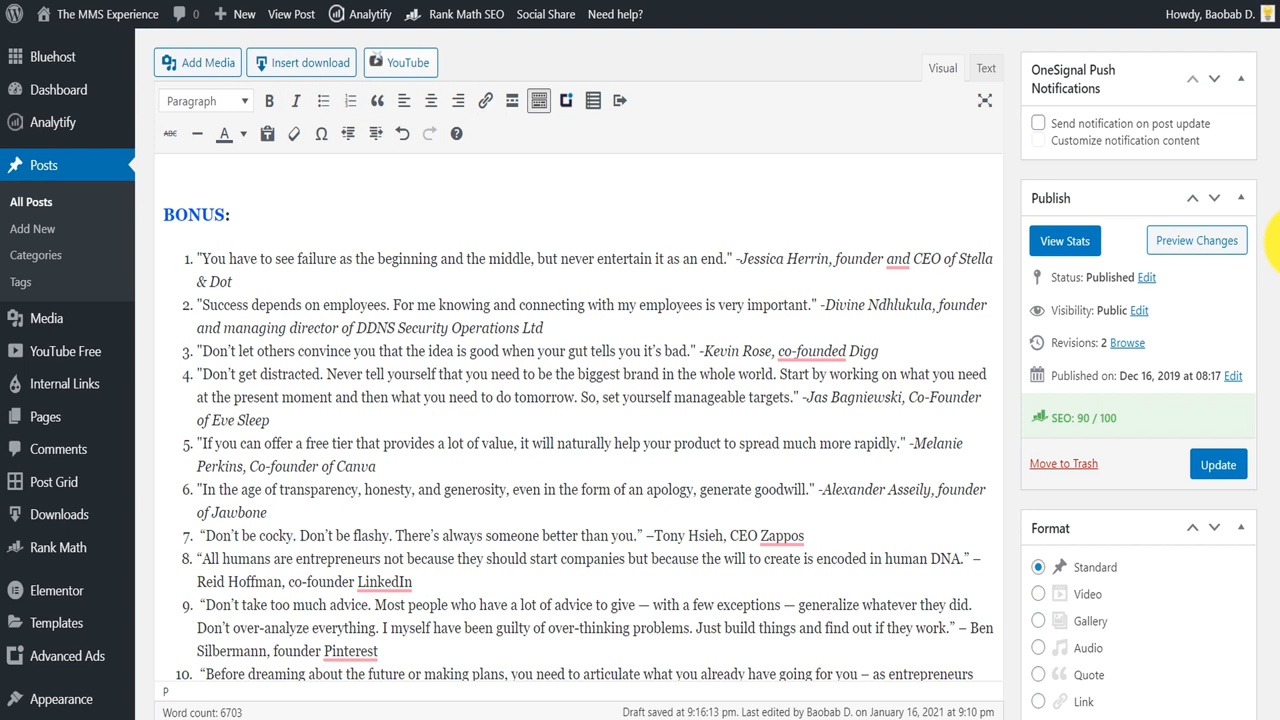 The MMS Experience 0 New View Post Analytify Rank Math SEO Social Share Need help? Howdy, Baobab D.
Bluehost
Dashboard
Analytify
Posts
All Posts
Add New
Categories
Tags
Media
YouTube Free
Internal Links
Pages
Comments
Post Grid
Downloads
Rank Math
Elementor
Templates
Advanced Ads
Appearance
Add Media Insert download YouTube
Visual Text
Paragraph
ABC
BONUS:
1. "You have to see failure as the beginning and the middle, but never entertain it as an end." -Jessica Herrin, founder and CEO of Stella
& Dot
2. "Success depends on employees. For me knowing and connecting with my employees is very important." -Divine Ndhlukula, founder
and managing director of DDNS Security Operations Ltd
3. "Don't let others convince you that the idea is good when your gut tells you it's bad." -Kevin Rose, co-founded Digg
4. "Don't get distracted. Never tell yourself that you need to be the biggest brand in the whole world. Start by working on what you need
at the present moment and then what you need to do tomorrow. So, set yourself manageable targets." -Jas Bagniewski, Co-Founder
of Eve Sleep
5. "If you can offer a free tier that provides a lot of value, it will naturally help your product to spread much more rapidly." -Melanie
Perkins, Co-founder of Canva
6. "In the age of transparency, honesty, and generosity, even in the form of an apology, generate goodwill." -Alexander Asseily, founder
of Jawbone
7. “Don’t be cocky. Don’t be flashy. There’s always someone better than you.” –Tony Hsieh, CEO Zappos
8. “All humans are entrepreneurs not because they should start companies but because the will to create is encoded in human DNA.” –
Reid Hoffman, co-founder LinkedIn
9. “Don’t take too much advice. Most people who have a lot of advice to give — with a few exceptions — generalize whatever they did.
Don’t over-analyze everything. I myself have been guilty of over-thinking problems. Just build things and find out if they work.” – Ben
Silbermann, founder Pinterest
10. “Before dreaming about the future or making plans, you need to articulate what you already have going for you – as entrepreneurs
P
Word count: 6703 Draft saved at 9:16:13 pm. Last edited by Baobab D. on January 16, 2021 at 9:10 pm
OneSignal Push
Notifications
Send notification on post update
Customize notification content
Publish
View Stats Preview Changes
Status: Published Edit
Visibility: Public Edit
Revisions: 2 Browse
Published on: Dec 16, 2019 at 08:17 Edit
SEO: 90 / 100
Move to Trash Update
Format
Standard
Video
Gallery
Audio
Quote
Link